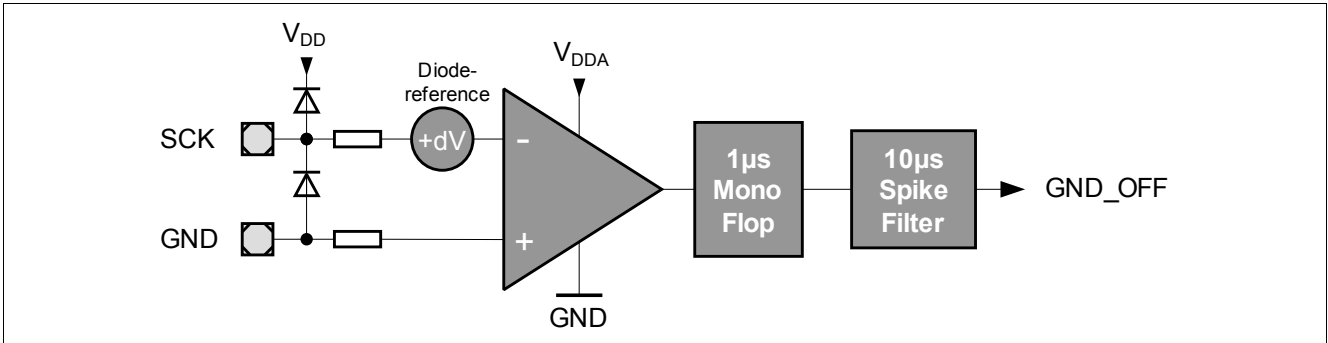 V_DD
Diode-
reference
V_DDA
SCK
+dV
-
1µs
Mono
Flop
10µs
Spike
Filter
GND_OFF
GND
+
GND